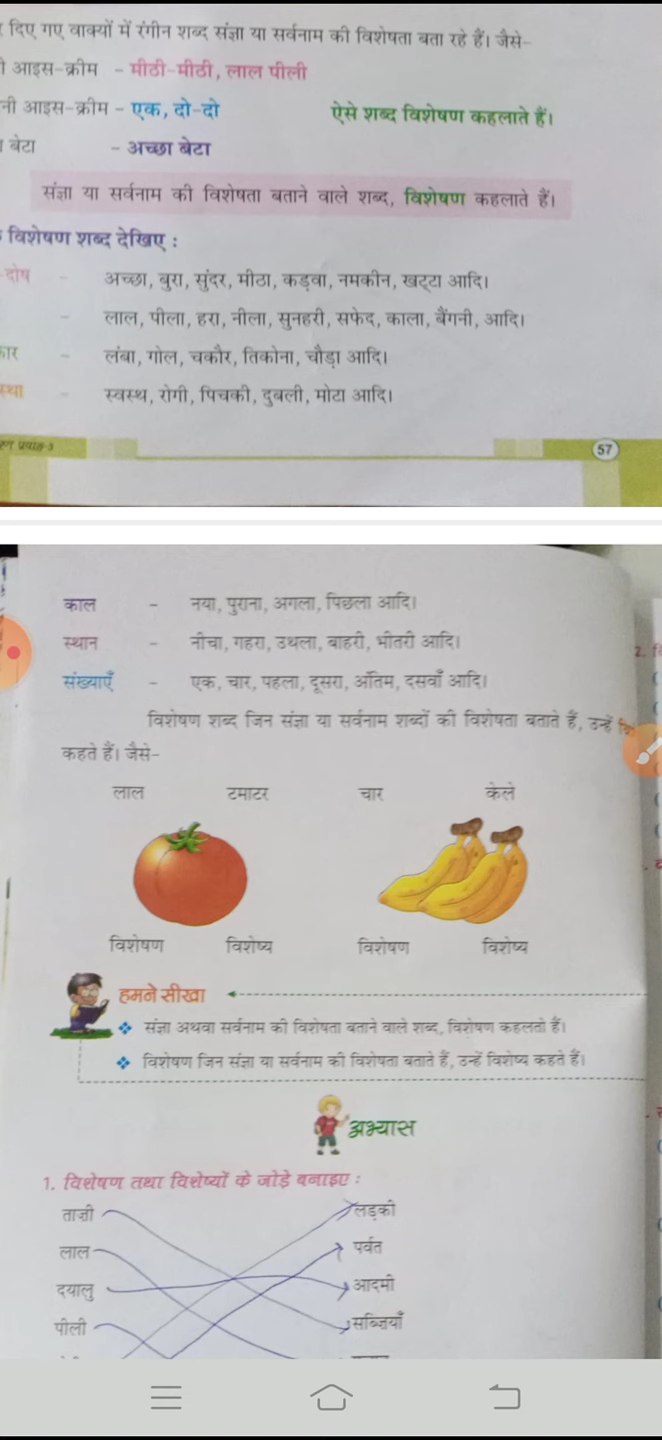 दिए गए वाक्यों में रंगीन शब्द संज्ञा या सर्वनाम की विशेषता बता रहे हैं। जैसे-
आइस-क्रीम - मीठी-मीठी, लाल पीली
नी आइस-क्रीम - एक, दो-दो ऐसे शब्द विशेषण कहलाते हैं।
बेटा - अच्छा बेटा
संज्ञा या सर्वनाम की विशेषता बताने वाले शब्द, विशेषण कहलाते हैं।
विशेषण शब्द देखिए :
दोष - अच्छा, बुरा, सुंदर, मीठा, कड़वा, नमकीन, खट्टा आदि।
- लाल, पीला, हरा, नीला, सुनहरी, सफेद, काला, बैंगनी, आदि।
कार - लंबा, गोल, चकौर, तिकोना, चौड़ा आदि।
स्था - स्वस्थ, रोगी, पिचकी, दुबली, मोटा आदि।
57
काल - नया, पुराना, अगला, पिछला आदि।
स्थान - नीचा, गहरा, उथला, बाहरी, भीतरी आदि।
संख्याएँ - एक, चार, पहला, दूसरा, अंतिम, दसवाँ आदि।
विशेषण शब्द जिन संज्ञा या सर्वनाम शब्दों की विशेषता बताते हैं, उन्हें
कहते हैं। जैसे-
लाल टमाटर चार केले
विशेषण विशेष्य विशेषण विशेष्य
हमने सीखा
❖ संज्ञा अथवा सर्वनाम की विशेषता बताने वाले शब्द, विशेषण कहलतो हैं।
❖ विशेषण जिन संज्ञा या सर्वनाम की विशेषता बताते हैं, उन्हें विशेष्य कहते हैं।
अभ्यास
1. विशेषण तथा विशेष्यों के जोड़े बनाइए :
ताज़ी लड़की
लाल पर्वत
दयालु आदमी
पीली सब्ज़ियाँ